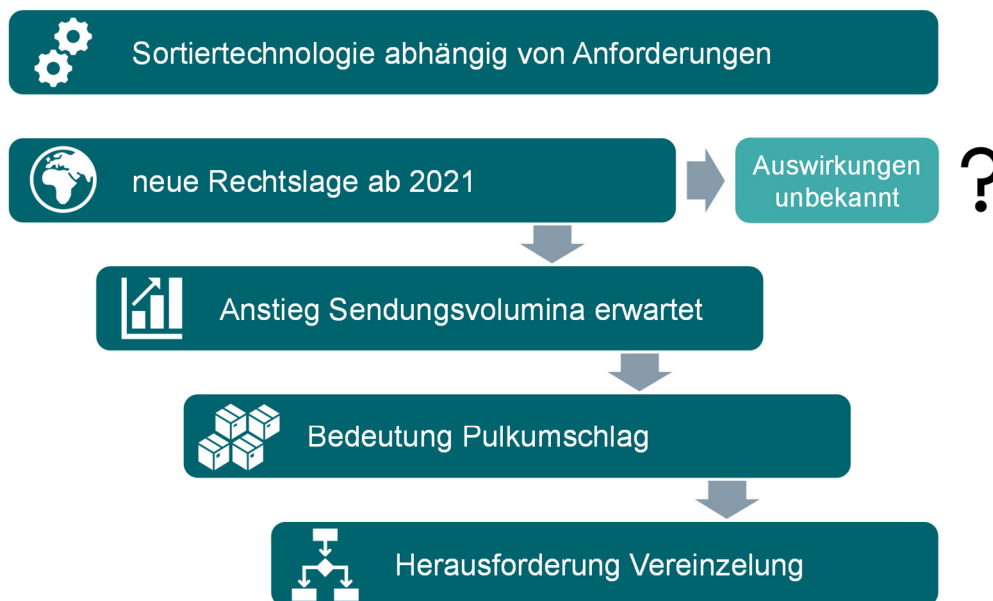 Sortiertechnologie abhängig von Anforderungen
neue Rechtslage ab 2021
Auswirkungen
unbekannt
?
Anstieg Sendungsvolumina erwartet
Bedeutung Pulkumschlag
Herausforderung Vereinzelung